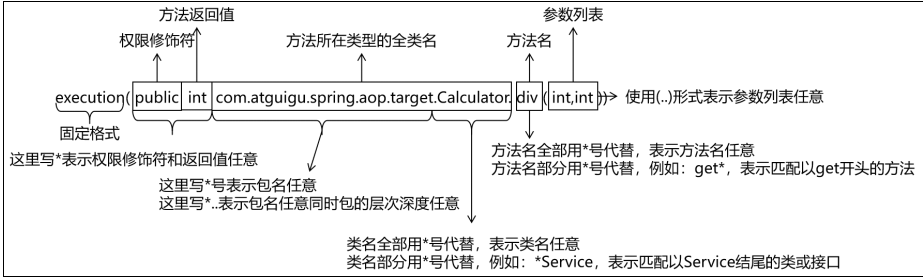 方法返回值
参数列表
权限修饰符
方法所在类型的全类名
方法名
execution(public int com.atguigu.spring.aop.target.Calculator.div(int,int))
使用(..)形式表示参数列表任意
固定格式
这里写*表示权限修饰符和返回值任意
方法名全部用*号代替，表示方法名任意
方法名部分用*号代替，例如：get*，表示匹配以get开头的方法
这里写*号表示包名任意
这里写*..表示包名任意同时包的层次深度任意
类名全部用*号代替，表示类名任意
类名部分用*号代替，例如：*Service，表示匹配以Service结尾的类或接口